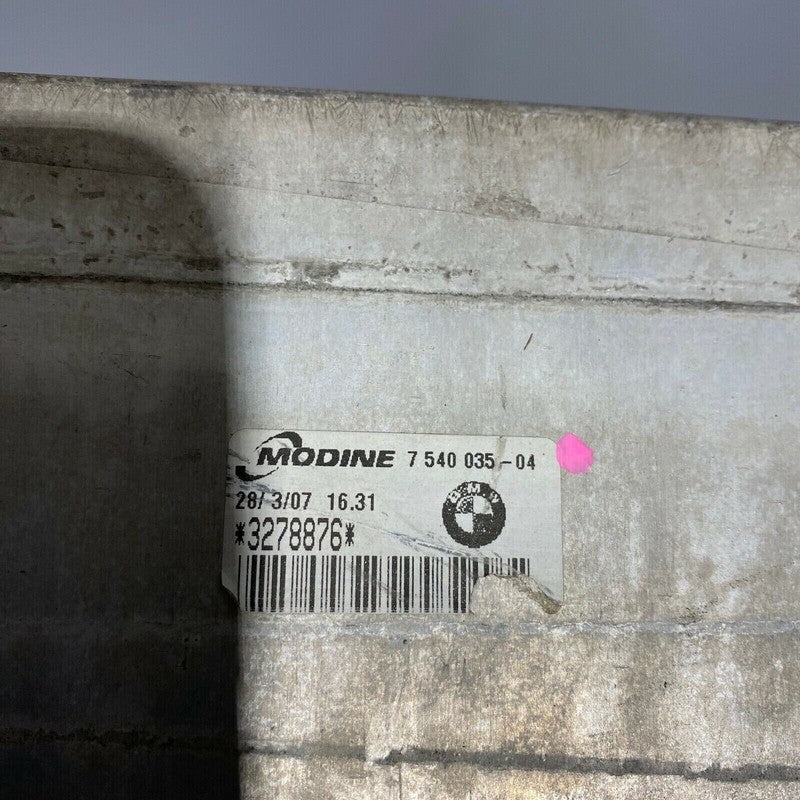 MODINE 7 540 035-04
28/ 3/07 16.31
BMW
*3278876*